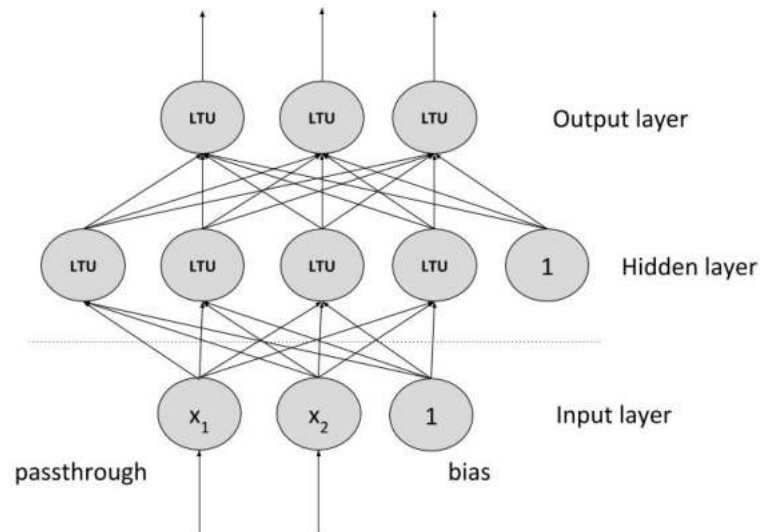 LTU LTU LTU Output layer
LTU LTU LTU LTU 1 Hidden layer
x₁ x₂ 1 Input layer
passthrough bias